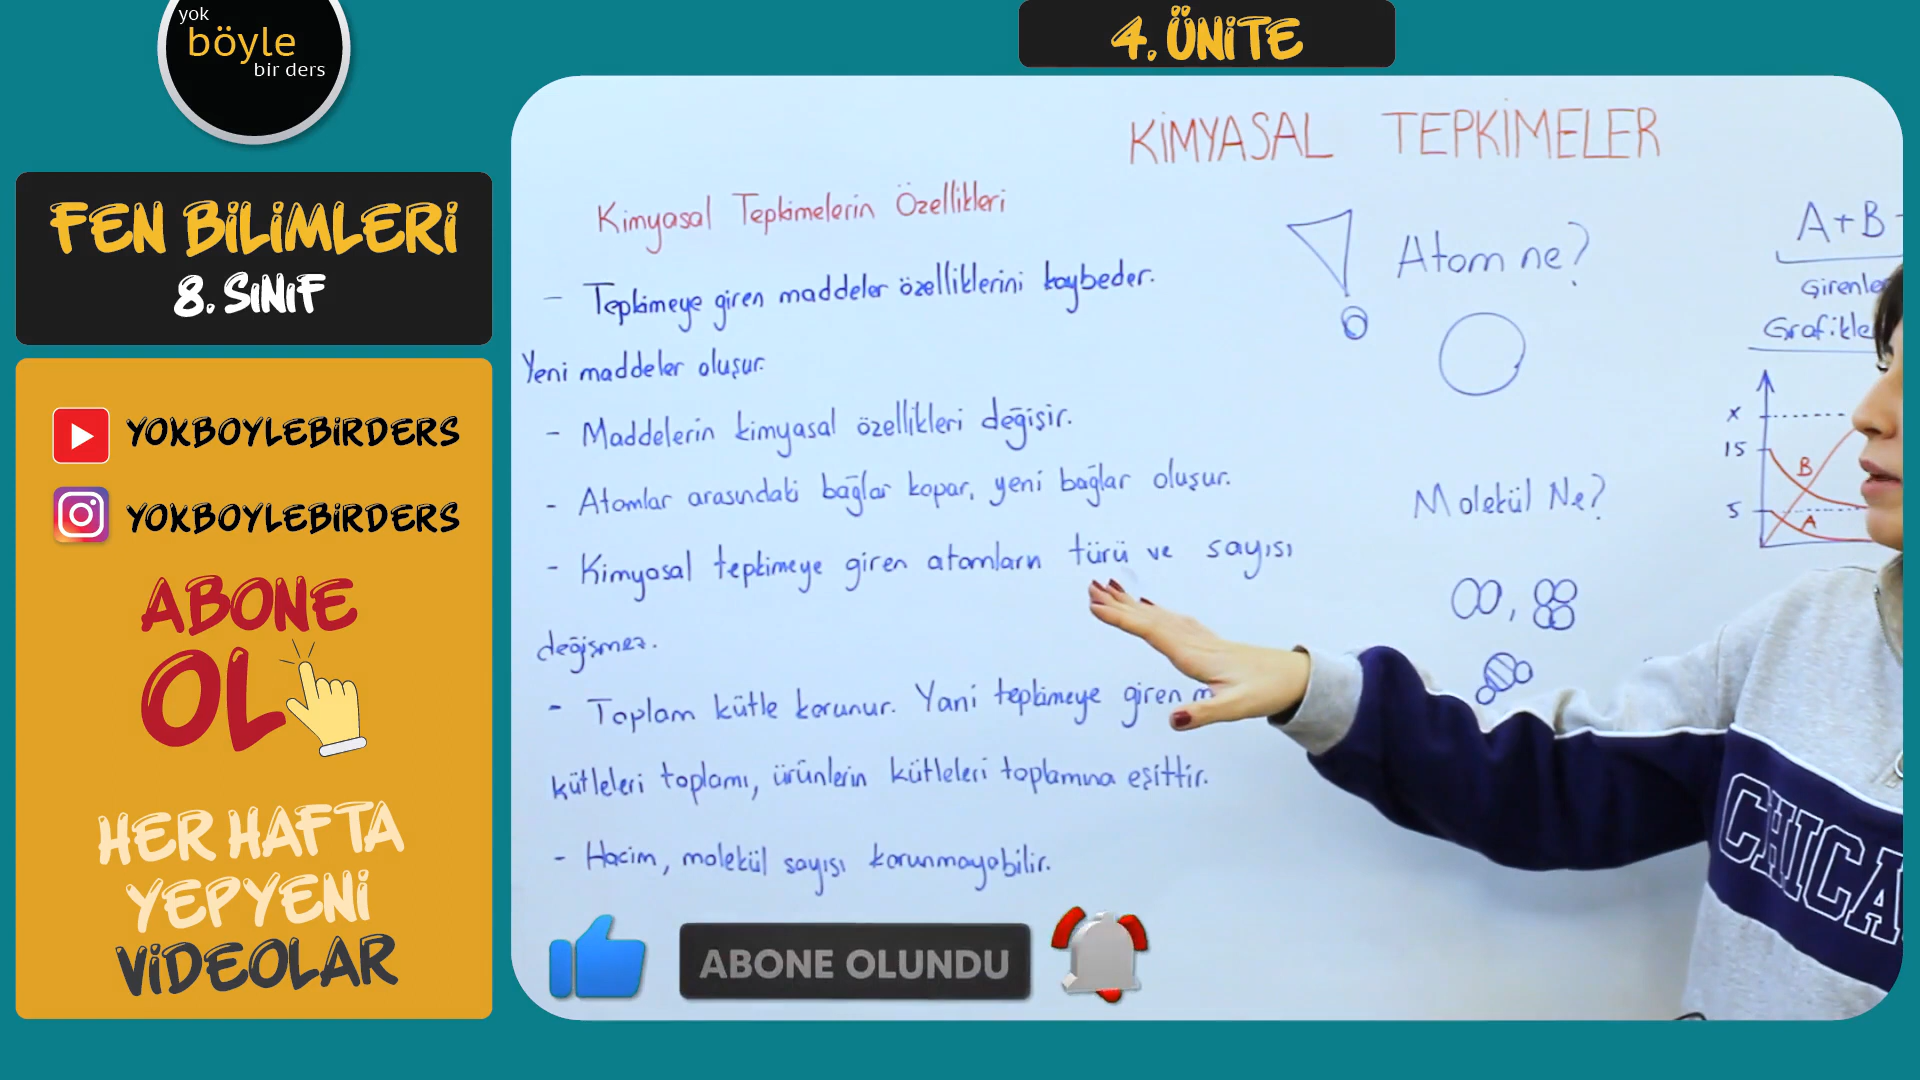 yok
böyle
bir ders
FEN BİLİMLERİ
8. SINIF
YOKBOYLEBİRDERS
YOKBOYLEBİRDERS
ABONE
OL
HER HAFTA
YEPYENİ
VİDEOLAR
4. ÜNİTE
KİMYASAL TEPKİMELER
Kimyasal Tepkimelerin Özellikleri
- Tepkimeye giren maddeler özelliklerini kaybeder.
Yeni maddeler oluşur.
- Maddelerin kimyasal özellikleri değişir.
- Atomlar arasındaki bağlar kopar, yeni bağlar oluşur.
- Kimyasal tepkimeye giren atomların türü ve sayısı
değişmez.
- Toplam kütle korunur. Yani tepkimeye giren m
kütleleri toplamı, ürünlerin kütleleri toplamına eşittir.
- Hacim, molekül sayısı korunmayabilir.
Atom ne?
Molekül Ne?
,
A+B
Girenle
Grafikle
x
15
B
5
A
CHICA
ABONE OLUNDU